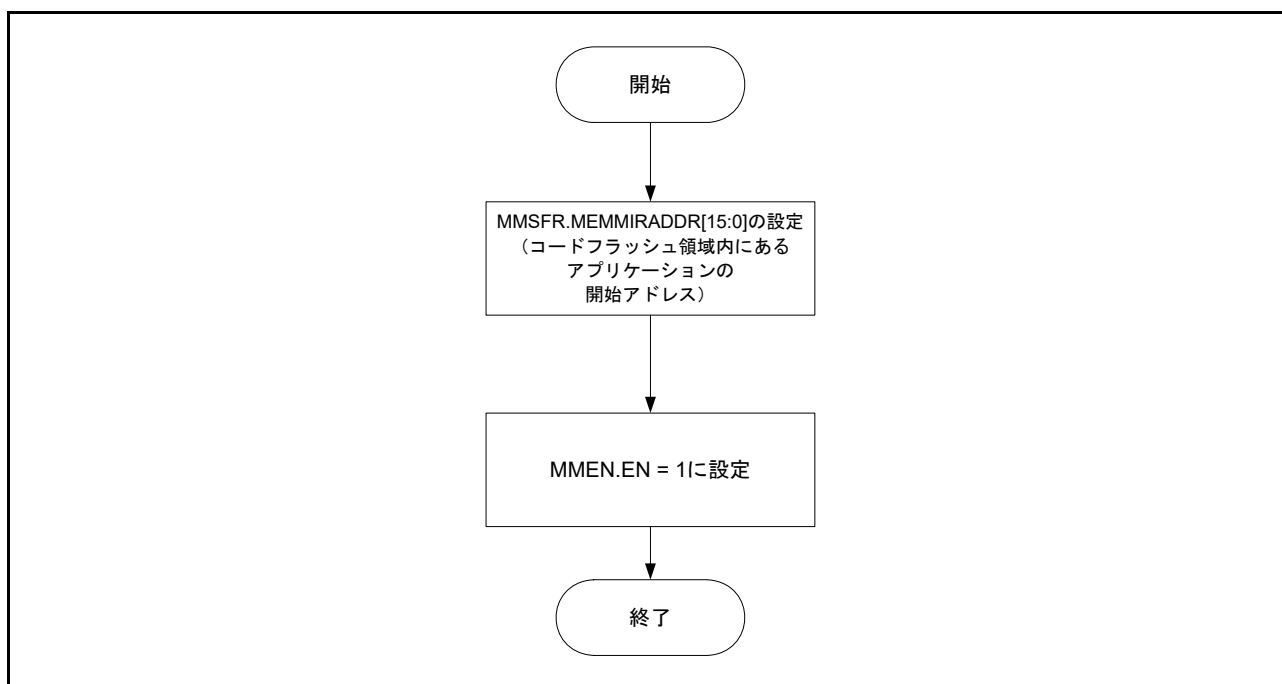 開始
MMSFR.MEMMIRADDR[15:0]の設定
（コードフラッシュ領域内にある
アプリケーションの
開始アドレス）
MMEN.EN = 1に設定
終了